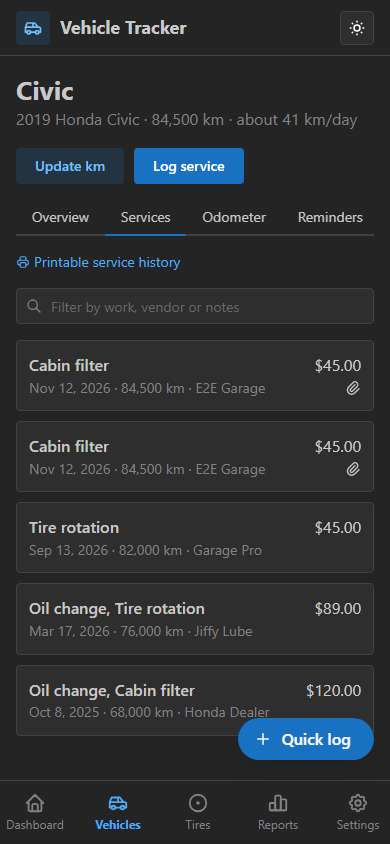 Vehicle Tracker
Civic
2019 Honda Civic · 84,500 km · about 41 km/day
Update km
Log service
Overview
Services
Odometer
Reminders
Printable service history
Filter by work, vendor or notes
Cabin filter
$45.00
Nov 12, 2026 · 84,500 km · E2E Garage
Cabin filter
$45.00
Nov 12, 2026 · 84,500 km · E2E Garage
Tire rotation
$45.00
Sep 13, 2026 · 82,000 km · Garage Pro
Oil change, Tire rotation
$89.00
Mar 17, 2026 · 76,000 km · Jiffy Lube
Oil change, Cabin filter
$120.00
Oct 8, 2025 · 68,000 km · Honda Dealer
Quick log
Dashboard
Vehicles
Tires
Reports
Settings